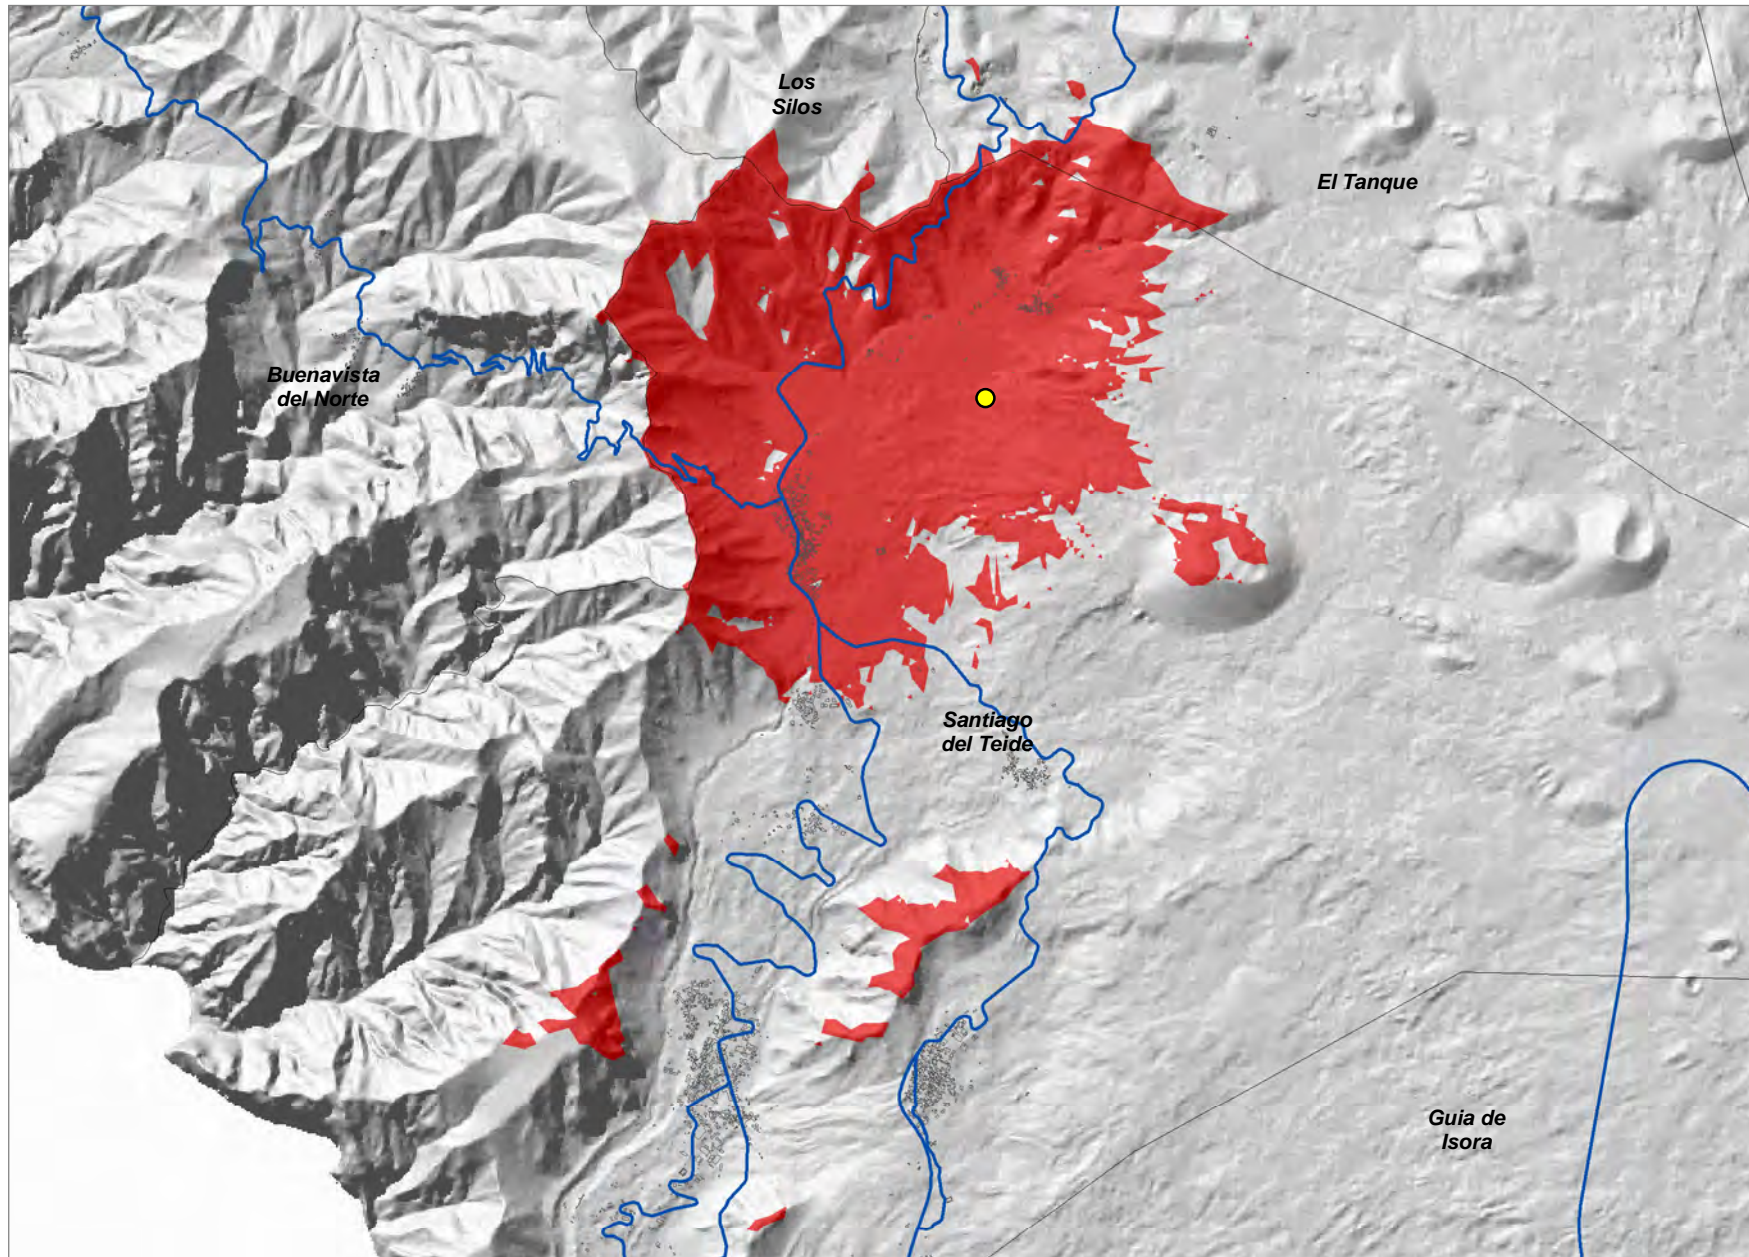 Los
Silos
El Tanque
Buenavista
del Norte
Santiago
del Teide
Guia de
Isora